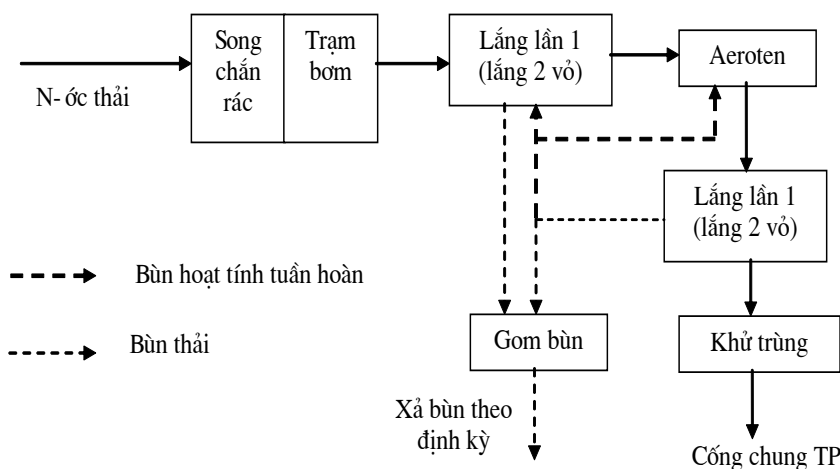 Song
chắn
rác
Trạm
bơm
Lắng lần 1
(lắng 2 vỏ)
Aeroten
N- ớc thải
Lắng lần 1
(lắng 2 vỏ)
Bùn hoạt tính tuần hoàn
Bùn thải
Gom bùn
Khử trùng
Xả bùn theo
định kỳ
Cống chung TP